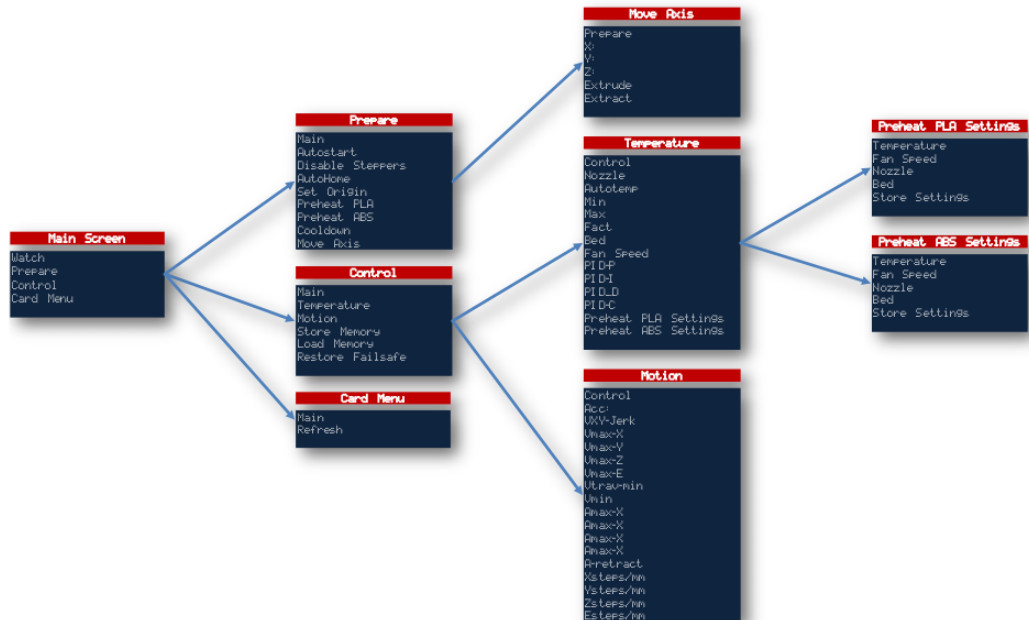 Main Screen
Watch
Prepare
Control
Card Menu
Prepare
Main
Autostart
Disable Steppers
AutoHome
Set Origin
Preheat PLA
Preheat ABS
Cooldown
Move Axis
Control
Main
Temperature
Motion
Store Memory
Load Memory
Restore Failsafe
Card Menu
Main
Refresh
Move Axis
Prepare
X:
Y:
Z:
Extrude
Extract
Temperature
Control
Nozzle
Autotemp
Min
Max
Fact
Bed
Fan Speed
PID-P
PID-I
PID_D
PID-C
Preheat PLA Settings
Preheat ABS Settings
Motion
Control
Acc:
VXY-Jerk
Vmax-X
Vmax-Y
Vmax-Z
Vmax-E
Vtrav-min
Vmin
Amax-X
Amax-X
Amax-X
Amax-X
A-retract
Xsteps/mm
Ysteps/mm
Zsteps/mm
Esteps/mm
Preheat PLA Settings
Temperature
Fan Speed
Nozzle
Bed
Store Settings
Preheat ABS Settings
Temperature
Fan Speed
Nozzle
Bed
Store Settings